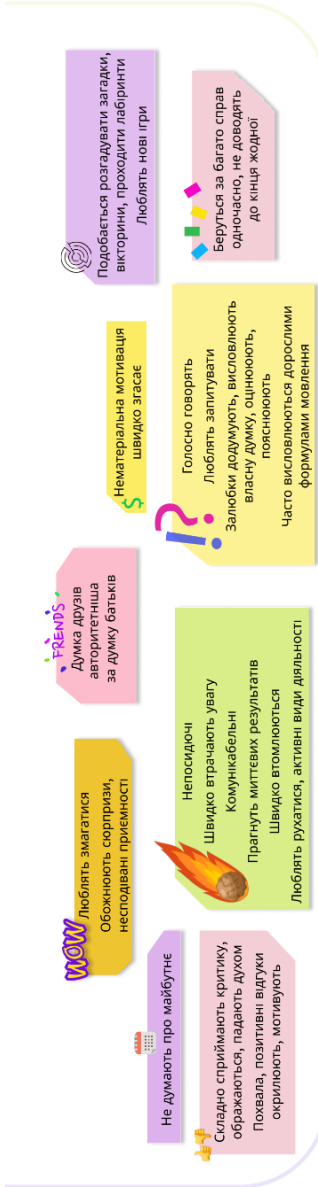 Не думають про майбутнє
Складно сприймають критику,
ображаються, падають духом
Похвала, позитивні відгуки
окрилюють, мотивують
WOW
Люблять змагатися
Обожнюють сюрпризи,
несподівані приємності
Непосидючі
Швидко втрачають увагу
Комунікабельні
Прагнуть миттєвих результатів
Швидко втомлюються
Люблять рухатися, активні види діяльності
FRENDS
Думка друзів
авторитетніша
за думку батьків
Нематеріальна мотивація
швидко згасає
$
!?
Голосно говорять
Люблять запитувати
Залюбки додумують, висловлюють
власну думку, оцінюють,
пояснюють
Часто висловлюються дорослими
формулами мовлення
Подобається розгадувати загадки,
вікторини, проходити лабіринти
Люблять нові ігри
Беруться за багато справ
одночасно, не доводять
до кінця жодної